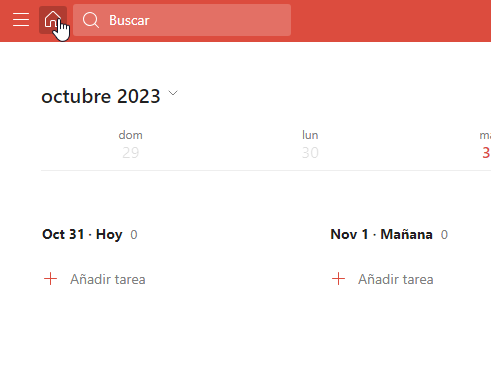 Buscar
octubre 2023
dom lun
29 30 3
Oct 31 · Hoy 0 Nov 1 · Mañana 0
Añadir tarea Añadir tarea